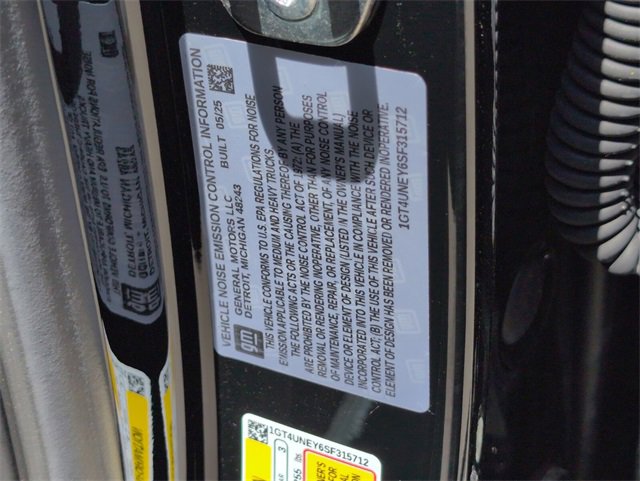 VEHICLE NOISE EMISSION CONTROL INFORMATION
GENERAL MOTORS LLC BUILT 05/25
DETROIT, MICHIGAN 48243
gm
THIS VEHICLE CONFORMS TO U.S. EPA REGULATIONS FOR NOISE
EMISSION APPLICABLE TO MEDIUM AND HEAVY TRUCKS.
THE FOLLOWING ACTS OR THE CAUSING THEREOF BY ANY PERSON
ARE PROHIBITED BY THE NOISE CONTROL ACT OF 1972: (A) THE
REMOVAL OR RENDERING INOPERATIVE, OTHER THAN FOR PURPOSES
OF MAINTENANCE, REPAIR, OR REPLACEMENT, OF ANY NOISE CONTROL
DEVICE OR ELEMENT OF DESIGN (LISTED IN THE OWNER'S MANUAL)
INCORPORATED INTO THIS VEHICLE IN COMPLIANCE WITH THE NOISE
CONTROL ACT; (B) THE USE OF THIS VEHICLE AFTER SUCH DEVICE OR
ELEMENT OF DESIGN HAS BEEN REMOVED OR RENDERED INOPERATIVE.
1GT4UNEY6SF315712
1GT4UNEY6SF315712
3
lbs